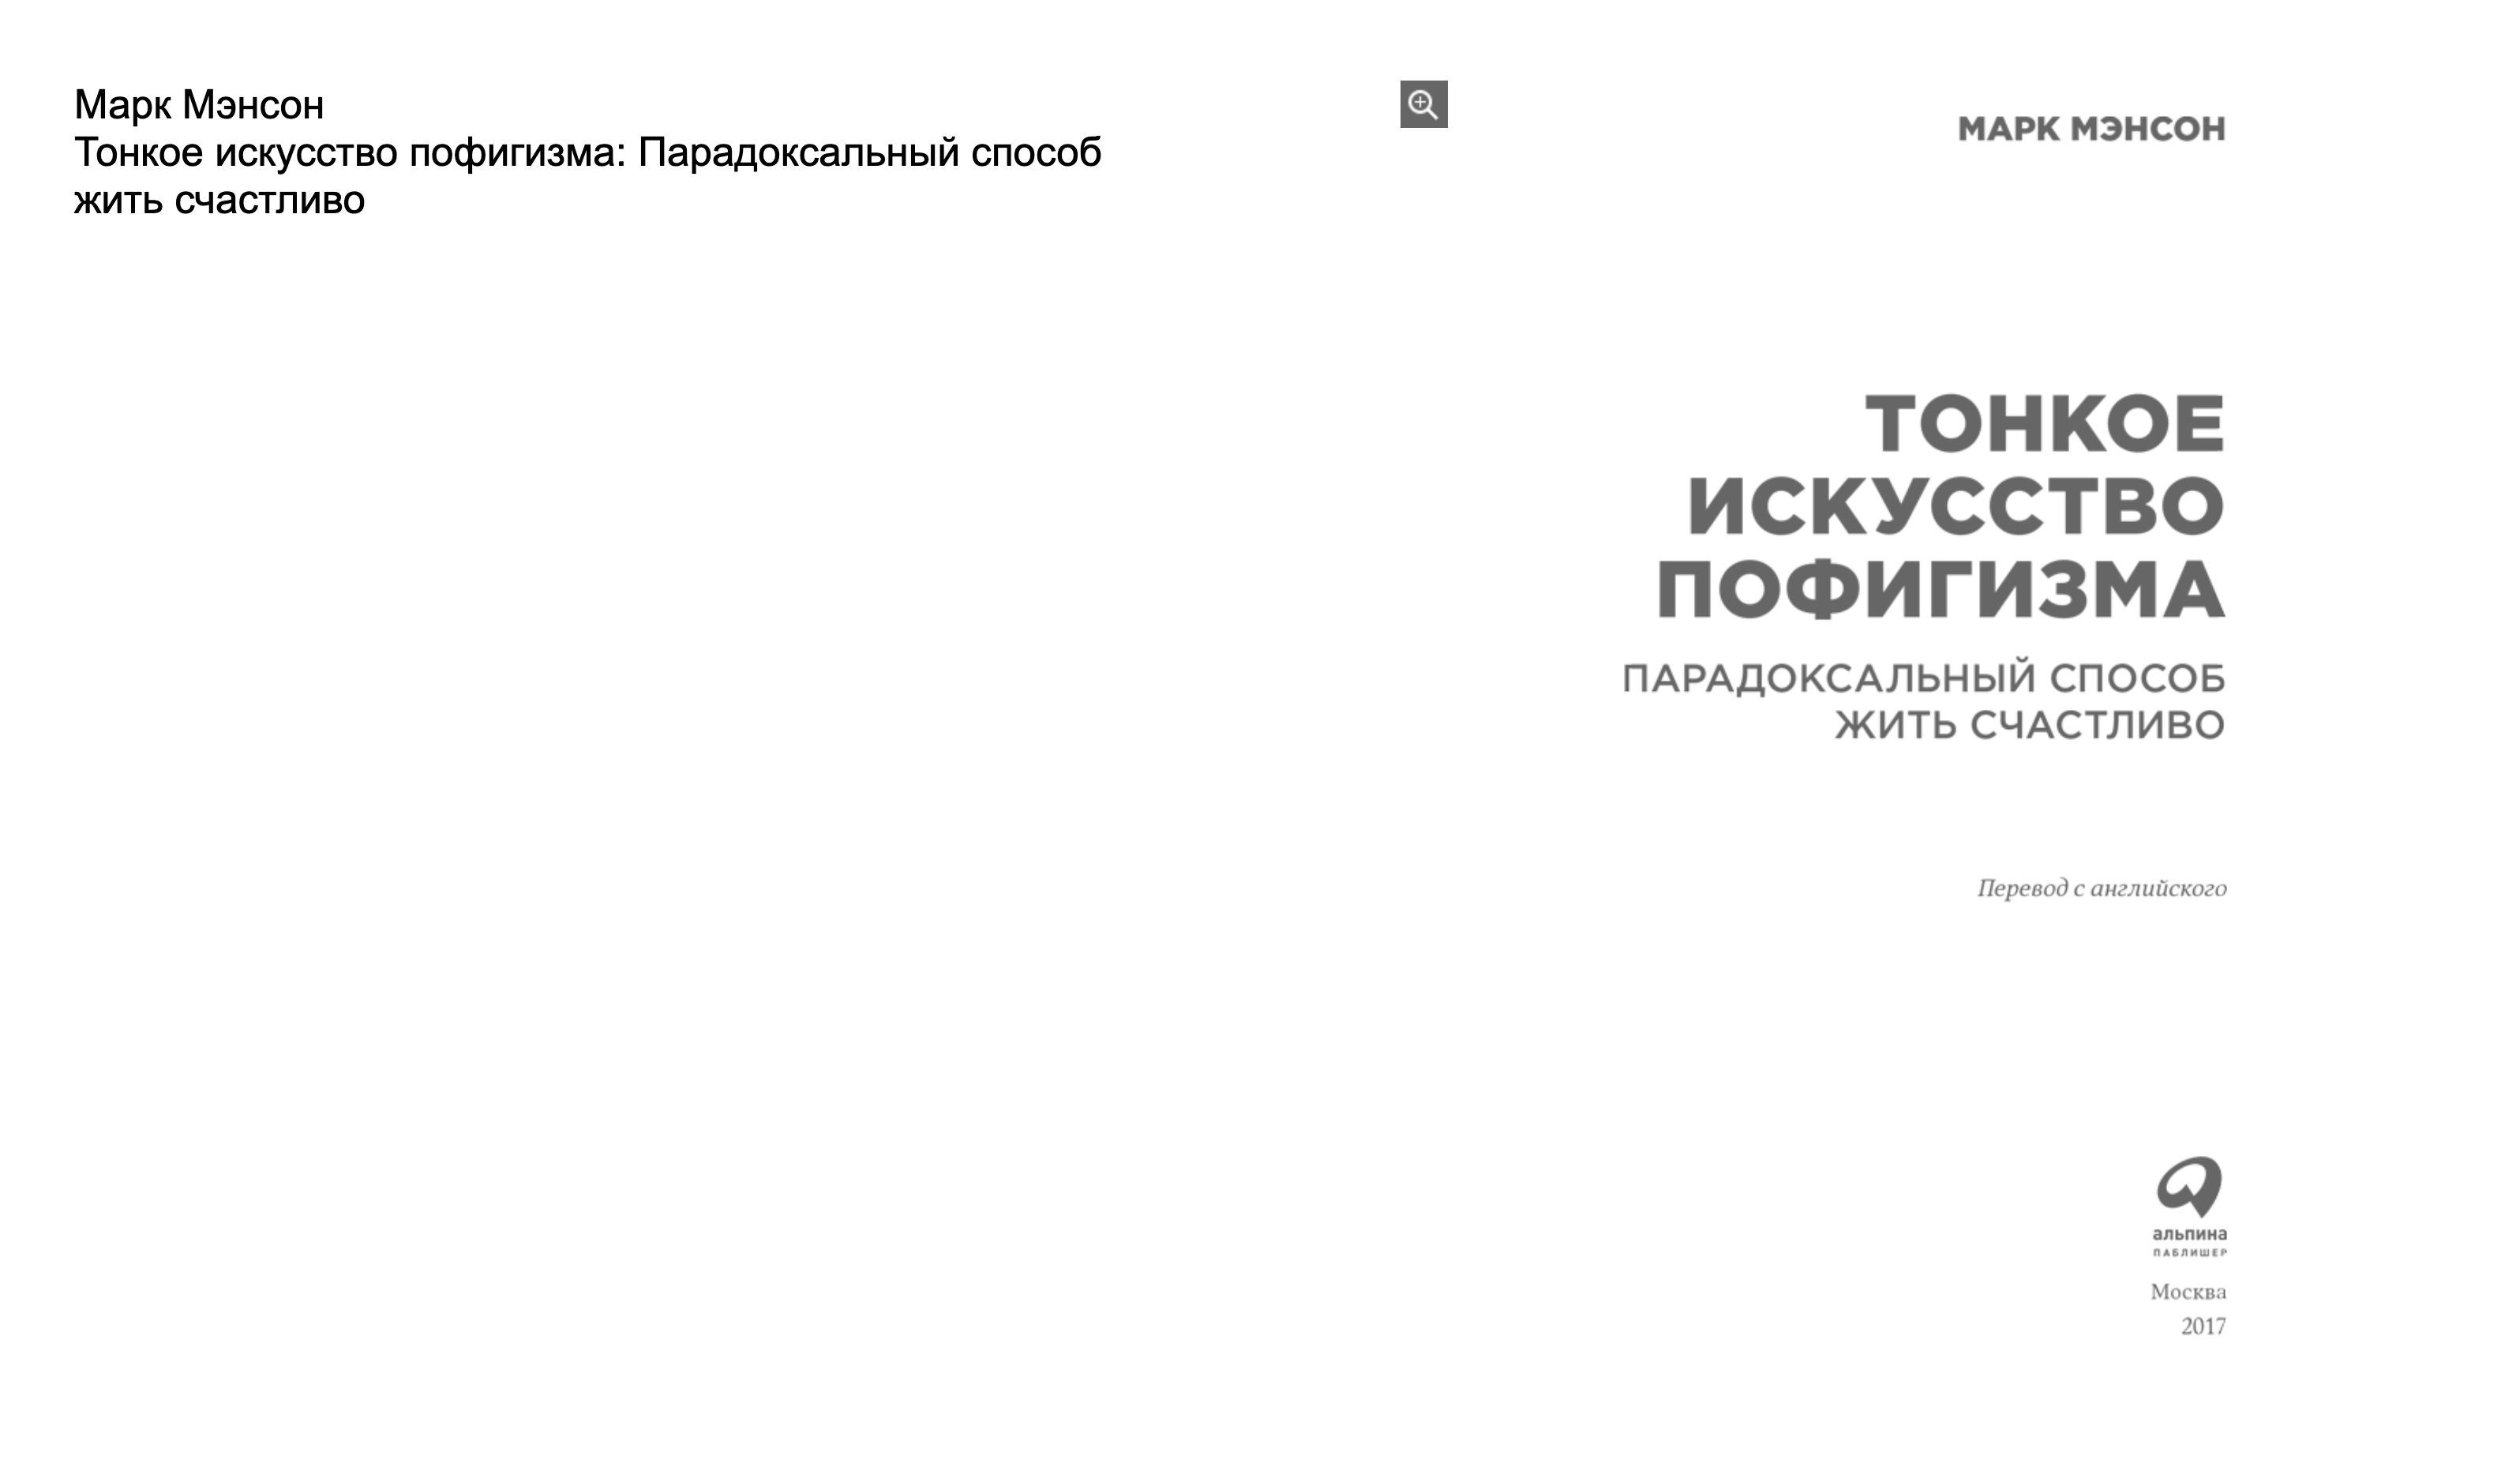 Марк Мэнсон
Тонкое искусство пофигизма: Парадоксальный способ
жить счастливо
МАРК МЭНСОН
ТОНКОЕ
ИСКУССТВО
ПОФИГИЗМА
ПАРАДОКСАЛЬНЫЙ СПОСОБ
ЖИТЬ СЧАСТЛИВО
Перевод с английского
альпина
ПАБЛИШЕР
Москва
2017